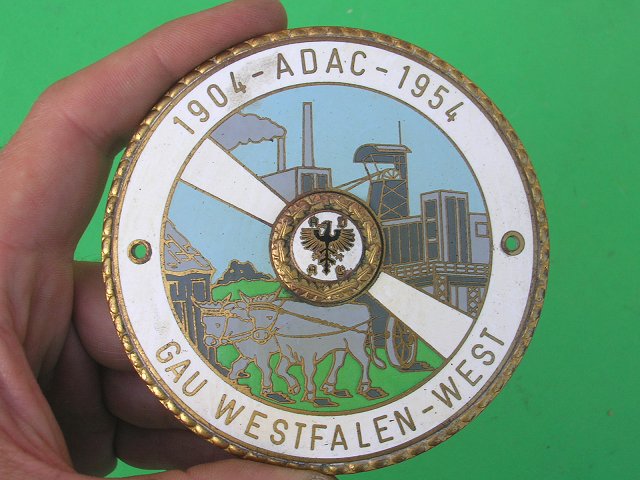 1904-ADAC-1954
A D
A C
GAU WESTFALEN-WEST